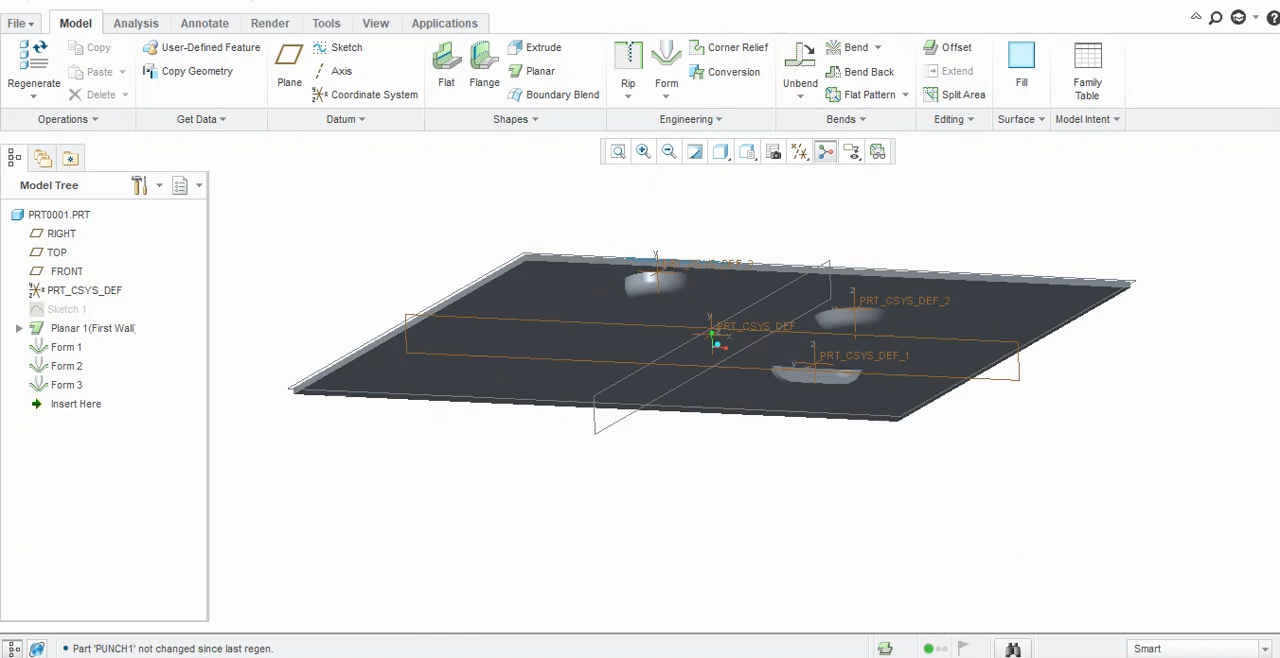 File Model Analysis Annotate Render Tools View Applications
Regenerate
Copy
Paste
Delete
User-Defined Feature
Copy Geometry
Plane
Sketch
Axis
Coordinate System
Flat
Flange
Extrude
Planar
Boundary Blend
Rip
Form
Corner Relief
Conversion
Unbend
Bend
Bend Back
Flat Pattern
Offset
Extend
Split Area
Fill
Family
Table
Operations Get Data Datum Shapes Engineering Bends Editing Surface Model Intent
Model Tree
PRT0001.PRT
RIGHT
TOP
FRONT
PRT_CSYS_DEF
Sketch 1
Planar 1(First Wall)
Form 1
Form 2
Form 3
Insert Here
y
PRT_CSYS_DEF_3
z
PRT_CSYS_DEF_2
y
PRT_CSYS_DEF
x
z
PRT_CSYS_DEF_1
Part 'PUNCH1' not changed since last regen.
Smart